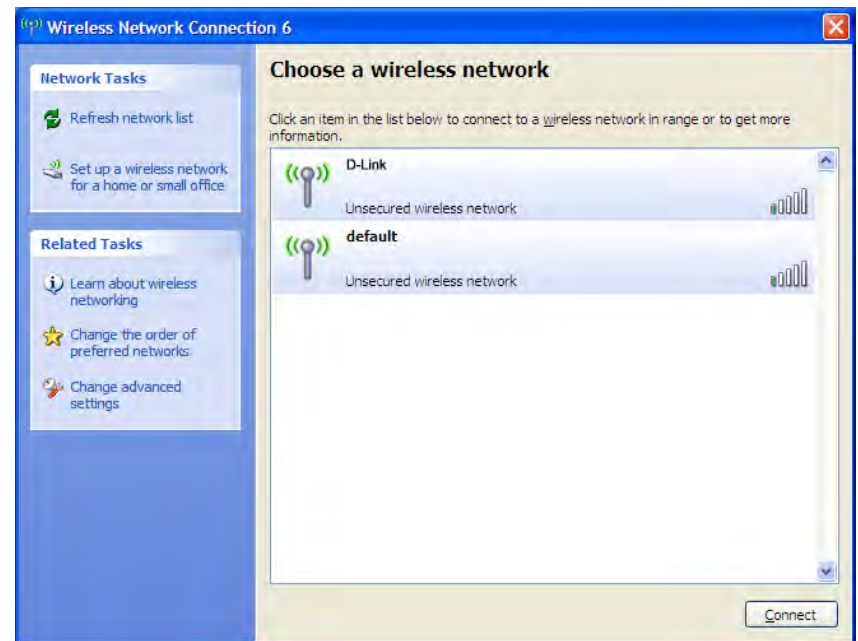 Wireless Network Connection 6
Network Tasks
Refresh network list
Set up a wireless network
for a home or small office
Related Tasks
Learn about wireless
networking
Change the order of
preferred networks
Change advanced
settings
Choose a wireless network
Click an item in the list below to connect to a wireless network in range or to get more
information.
D-Link
Unsecured wireless network
default
Unsecured wireless network
Connect